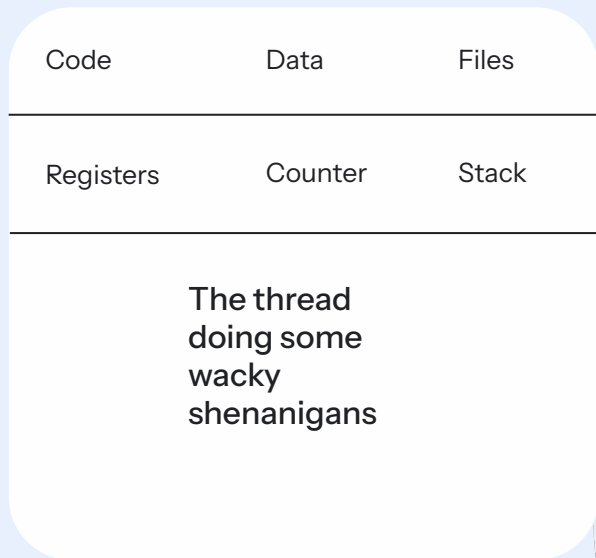 Code Data Files
Registers Counter Stack
The thread
doing some
wacky
shenanigans